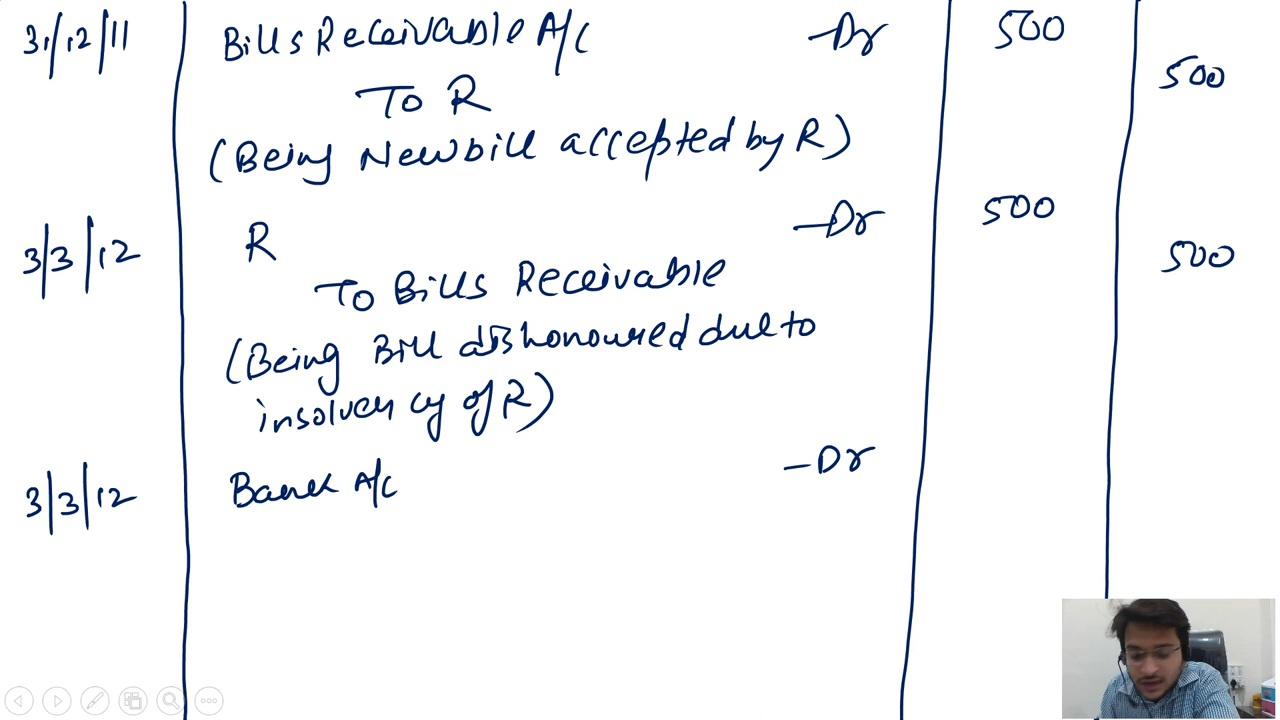 31/12/11 Bills Receivable A/c — Dr 500
To R 500
(Being New bill accepted by R)
3/3/12 R — Dr 500
To Bills Receivable 500
(Being Bill dishonoured due to
insolvency of R)
3/3/12 Bank A/c — Dr